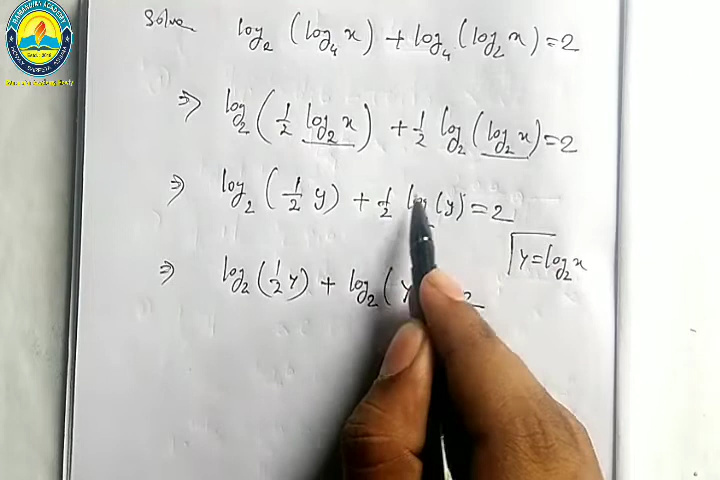 Solve log₂ (log₄ x) + log₄ (log₂ x) = 2
⇒ log₂ (1/2 log₂ x) + 1/2 log₂ (log₂ x) = 2
⇒ log₂ (1/2 y) + 1/2 (y) = 2
y = log₂ x
⇒ log₂ (1/2 y) + log₂ (y